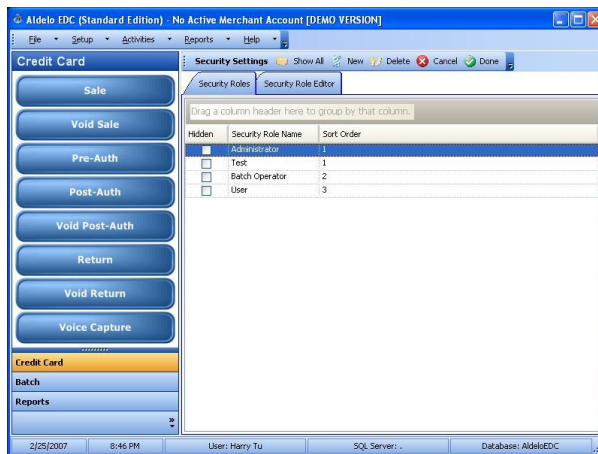 Aldelo EDC (Standard Edition) - No Active Merchant Account [DEMO VERSION]
File Setup Activities Reports Help
Credit Card
Security Settings Show All New Delete Cancel Done
Security Roles Security Role Editor
Drag a column header here to group by that column.
Hidden Security Role Name Sort Order
Administrator 1
Test 1
Batch Operator 2
User 3
Sale
Void Sale
Pre-Auth
Post-Auth
Void Post-Auth
Return
Void Return
Voice Capture
Credit Card
Batch
Reports
2/25/2007 8:46 PM User: Harry Tu SQL Server: . Database: AldeloEDC